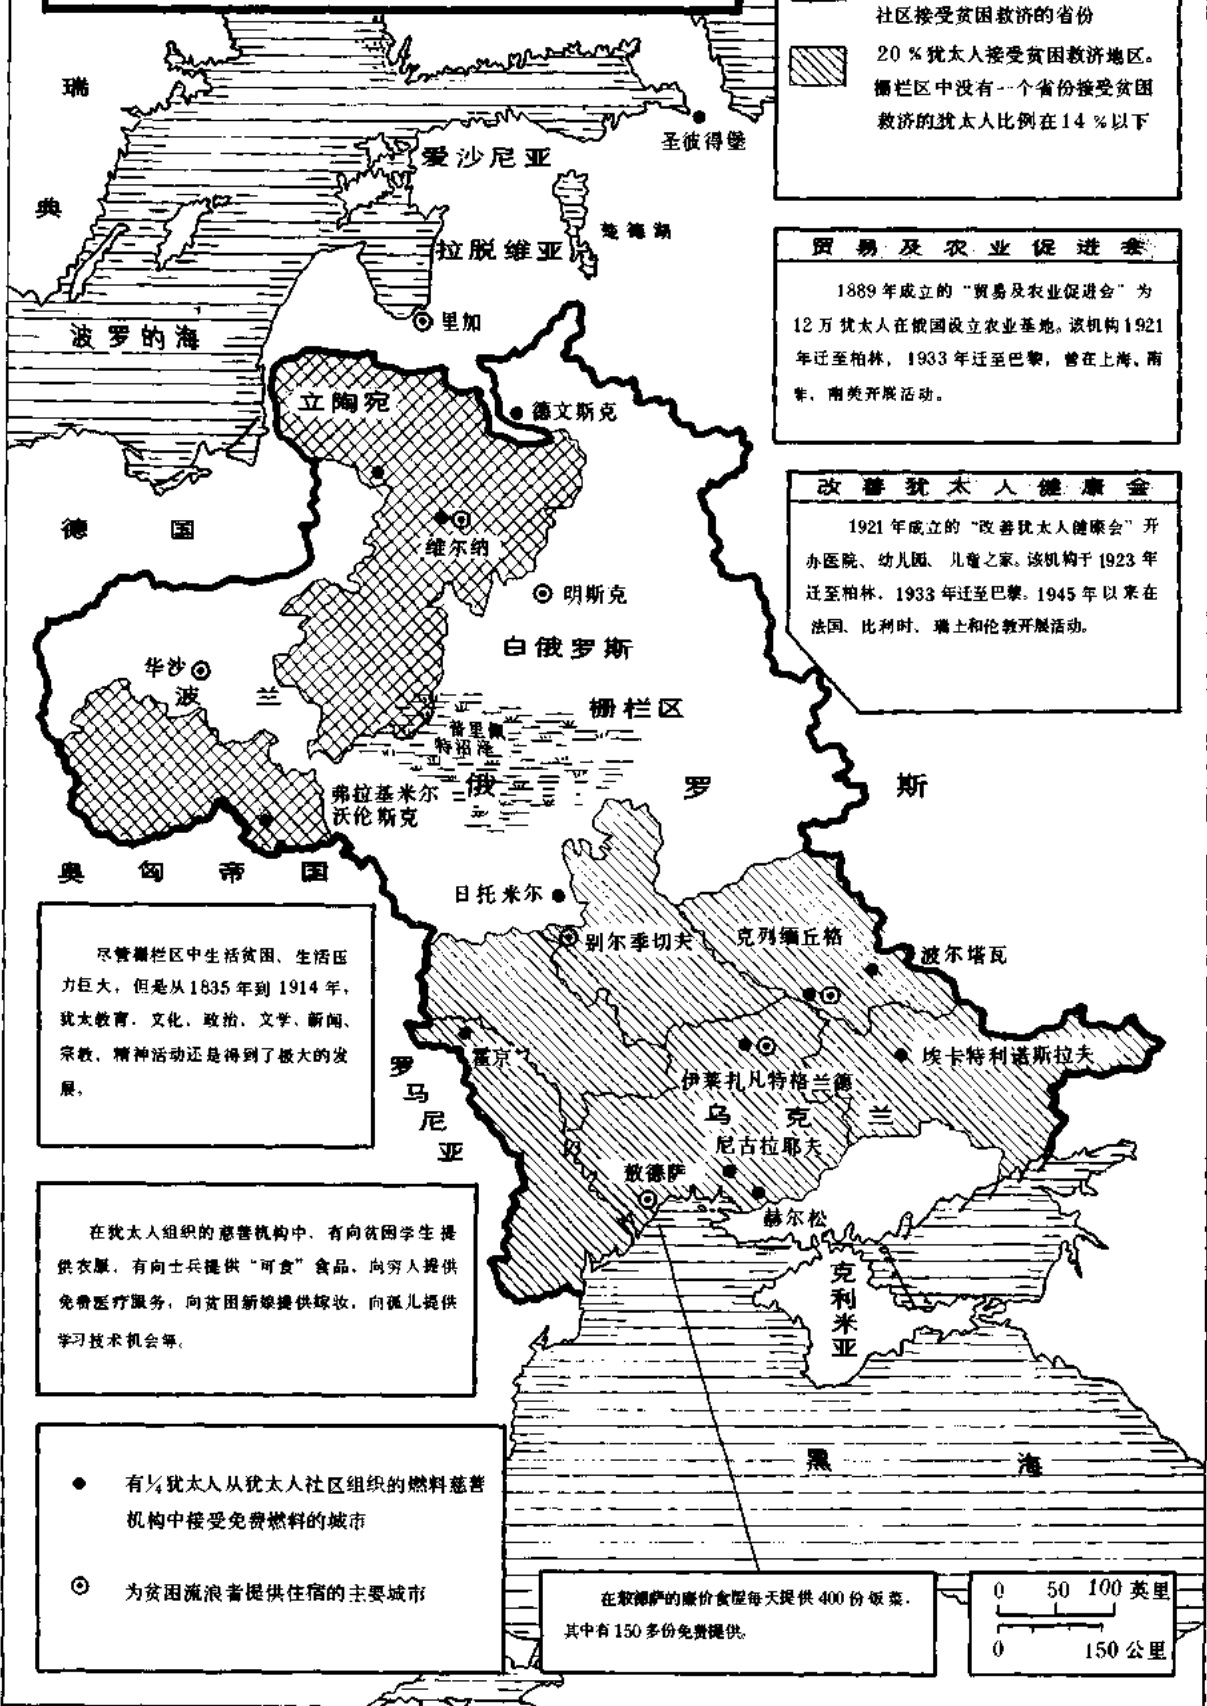 社区接受贫困救济的省份
20%犹太人接受贫困救济地区。
栅栏区中没有一个省份接受贫困
救济的犹太人比例在14%以下
瑞
典
圣彼得堡
爱沙尼亚
楚德湖
拉脱维亚
里加
波罗的海
贸易及农业促进会
1889年成立的“贸易及农业促进会”为
12万犹太人在俄国设立农业基地。该机构1921
年迁至柏林，1933年迁至巴黎，曾在上海、南
非、南美开展活动。
立陶宛
德文斯克
改善犹太人健康会
1921年成立的“改善犹太人健康会”开
办医院、幼儿园、儿童之家。该机构于1923年
迁至柏林，1933年迁至巴黎。1945年以来在
法国、比利时、瑞士和伦敦开展活动。
德国
维尔纳
明斯克
白俄罗斯
华沙
波兰
栅栏区
普里佩
特沼泽
俄罗斯
弗拉基米尔
沃伦斯克
奥匈帝国
日托米尔
别尔季切夫
克列缅丘格
波尔塔瓦
尽管栅栏区中生活贫困、生活压
力巨大，但是从1835年到1914年，
犹太教育、文化、政治、文学、新闻、
宗教、精神活动还是得到了极大的发
展，
罗
马
尼
亚
霍京
伊莱扎凡特格兰德
埃卡特利诺斯拉夫
乌克兰
尼古拉耶夫
敖德萨
赫尔松
在犹太人组织的慈善机构中，有向贫困学生提
供衣服，有向士兵提供“可食”食品，向穷人提供
免费医疗服务，向贫困新娘提供嫁妆，向孤儿提供
学习技术机会等。
克
利
米
亚
黑海
有¼犹太人从犹太人社区组织的燃料慈善
机构中接受免费燃料的城市
为贫困流浪者提供住宿的主要城市
在敖德萨的廉价食堂每天提供400份饭菜，
其中有150多份免费提供。
0 50 100 英里
0 150 公里